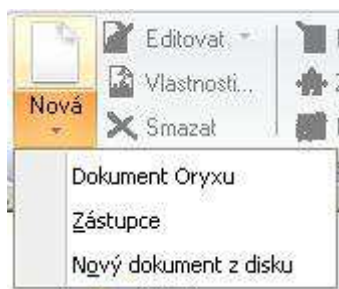 Editovat
Vlastnosti...
Nová
Smazat
Dokument Oryxu
Zástupce
Nový dokument z disku